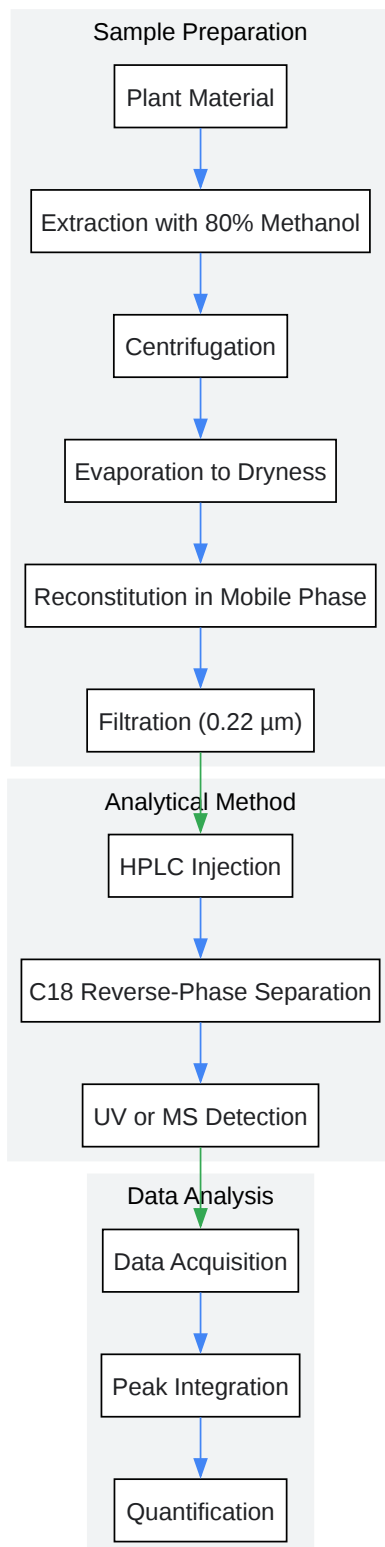 Sample Preparation
Plant Material
Extraction with 80% Methanol
Centrifugation
Evaporation to Dryness
Reconstitution in Mobile Phase
Filtration (0.22 µm)
Analytical Method
HPLC Injection
C18 Reverse-Phase Separation
UV or MS Detection
Data Analysis
Data Acquisition
Peak Integration
Quantification